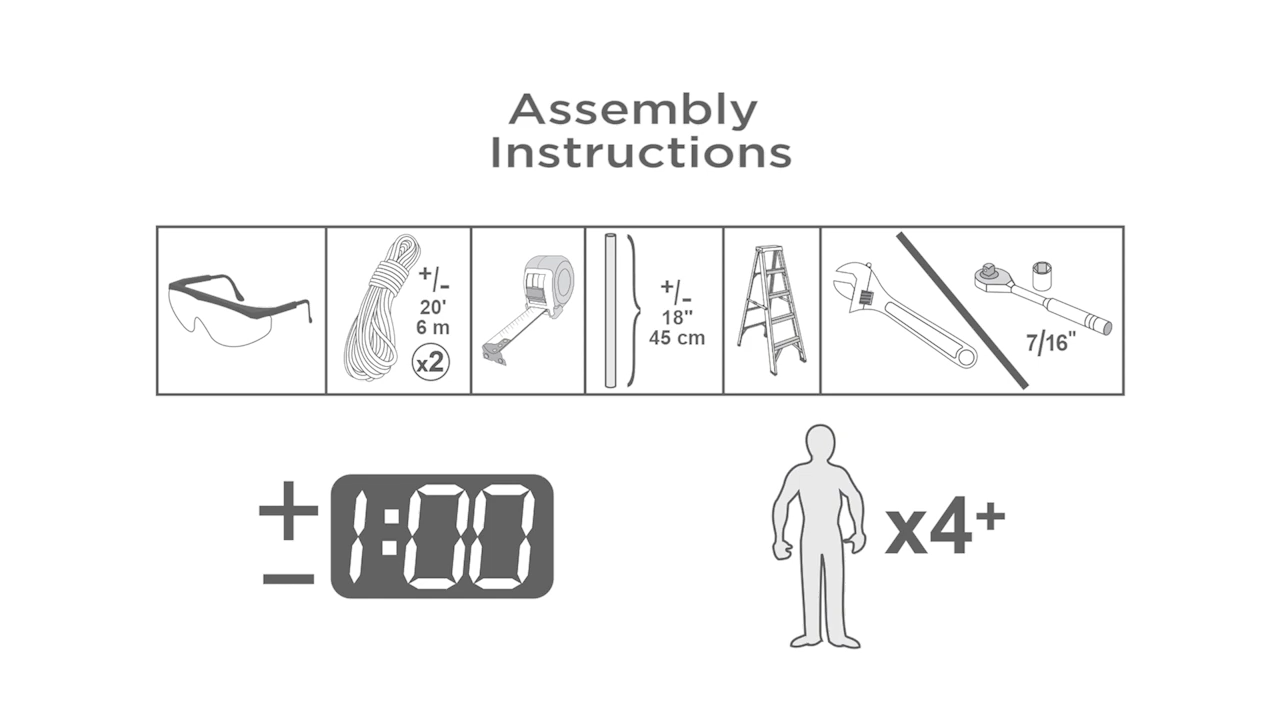 Assembly
Instructions
+/-
20'
6 m
x2
+/-
18"
45 cm
7/16"
+
−
1:00
x4+